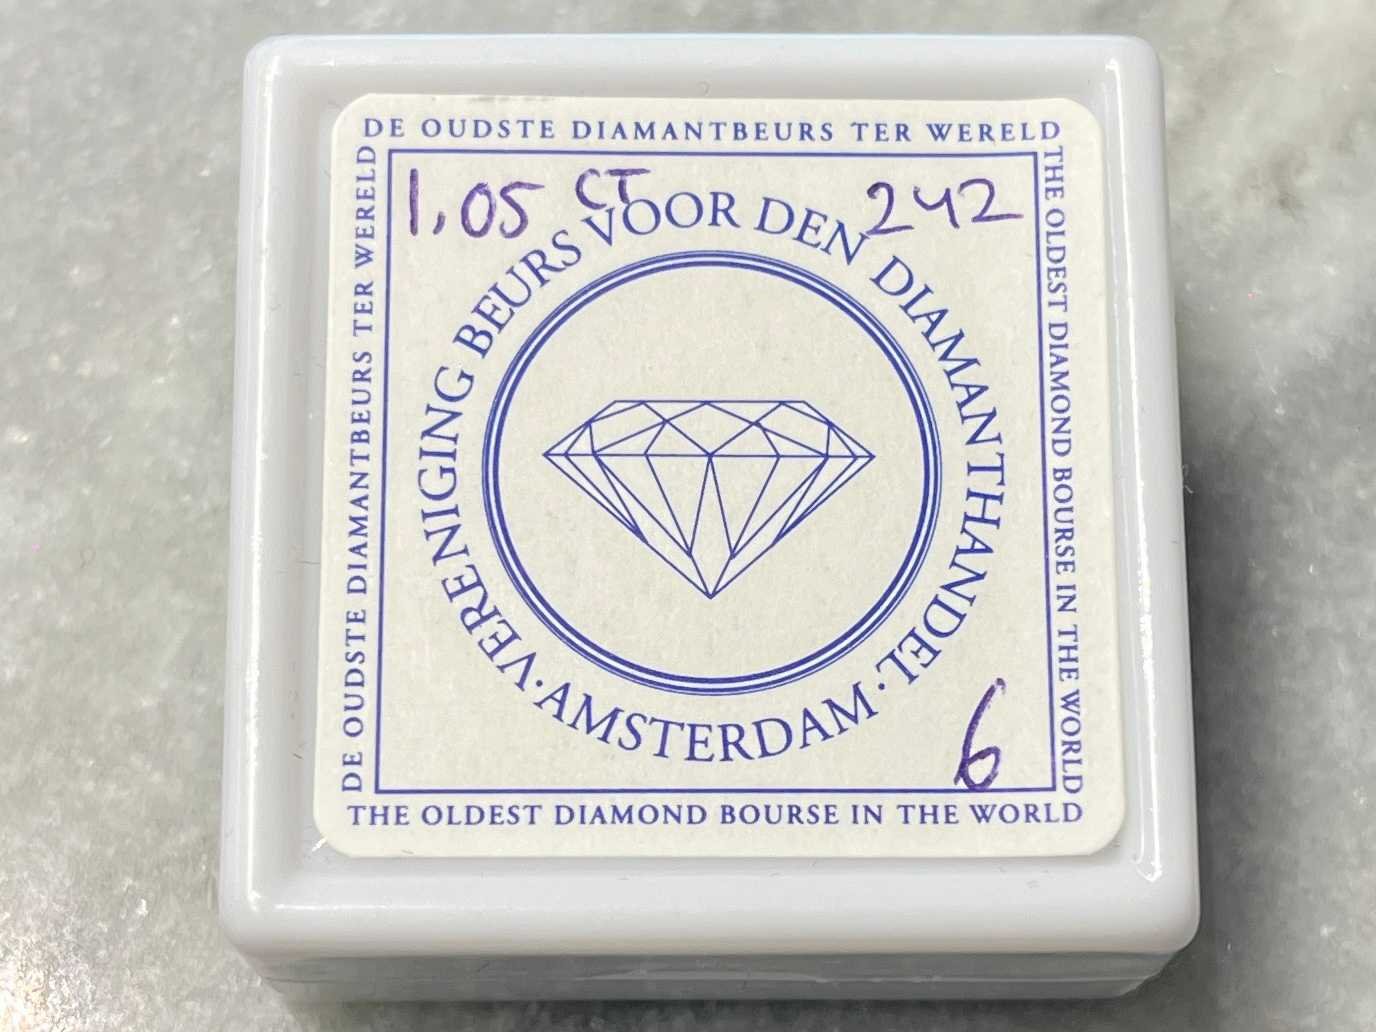 DE OUDSTE DIAMANTBEURS TER WERELD
DE OUDSTE DIAMANTBEURS TER WERELD
THE OLDEST DIAMOND BOURSE IN THE WORLD
1,05 CT
242
VERENIGING BEURS VOOR DEN DIAMANTHANDEL
· AMSTERDAM ·
6
THE OLDEST DIAMOND BOURSE IN THE WORLD